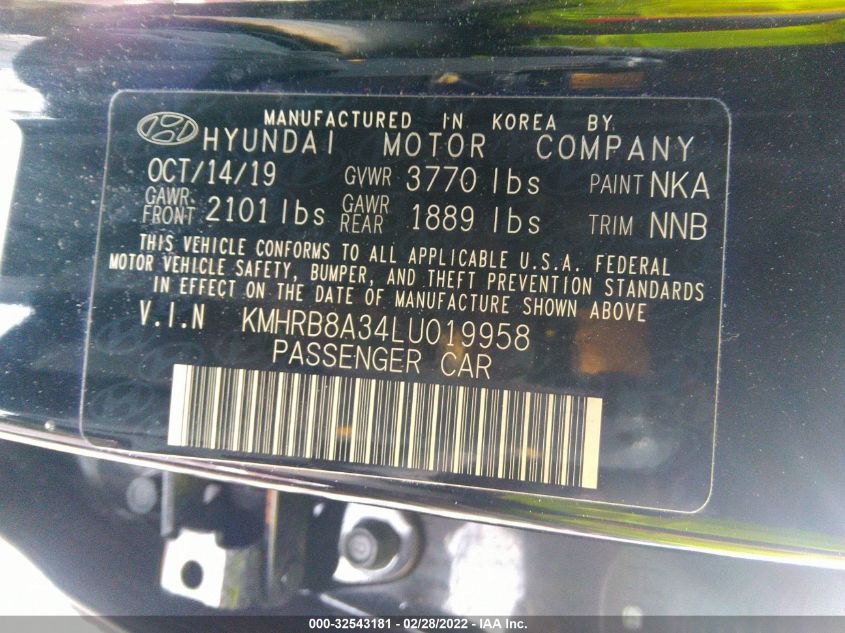 MANUFACTURED IN KOREA BY
HYUNDAI MOTOR COMPANY
OCT/14/19 GVWR 3770 lbs PAINT NKA
GAWR FRONT 2101 lbs GAWR REAR 1889 lbs TRIM NNB
THIS VEHICLE CONFORMS TO ALL APPLICABLE U.S.A. FEDERAL
MOTOR VEHICLE SAFETY, BUMPER, AND THEFT PREVENTION STANDARDS
IN EFFECT ON THE DATE OF MANUFACTURE SHOWN ABOVE
V.I.N KMHRB8A34LU019958
PASSENGER CAR
000-32543181 - 02/28/2022 - IAA Inc.